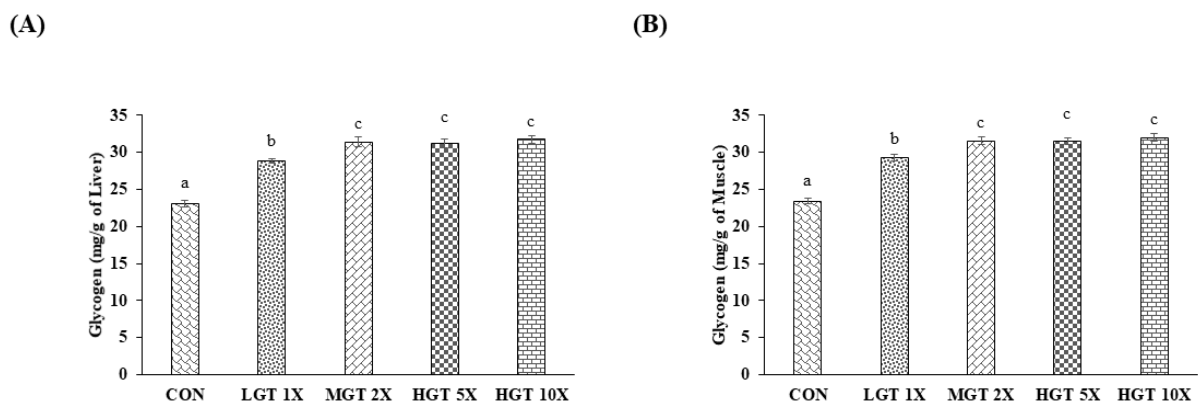 (A)
Glycogen (mg/g of Liver)
35
30
25
20
15
10
5
0
a
b
c
c
c
CON LGT 1X MGT 2X HGT 5X HGT 10X
(B)
Glycogen (mg/g of Muscle)
35
30
25
20
15
10
5
0
a
b
c
c
c
CON LGT 1X MGT 2X HGT 5X HGT 10X